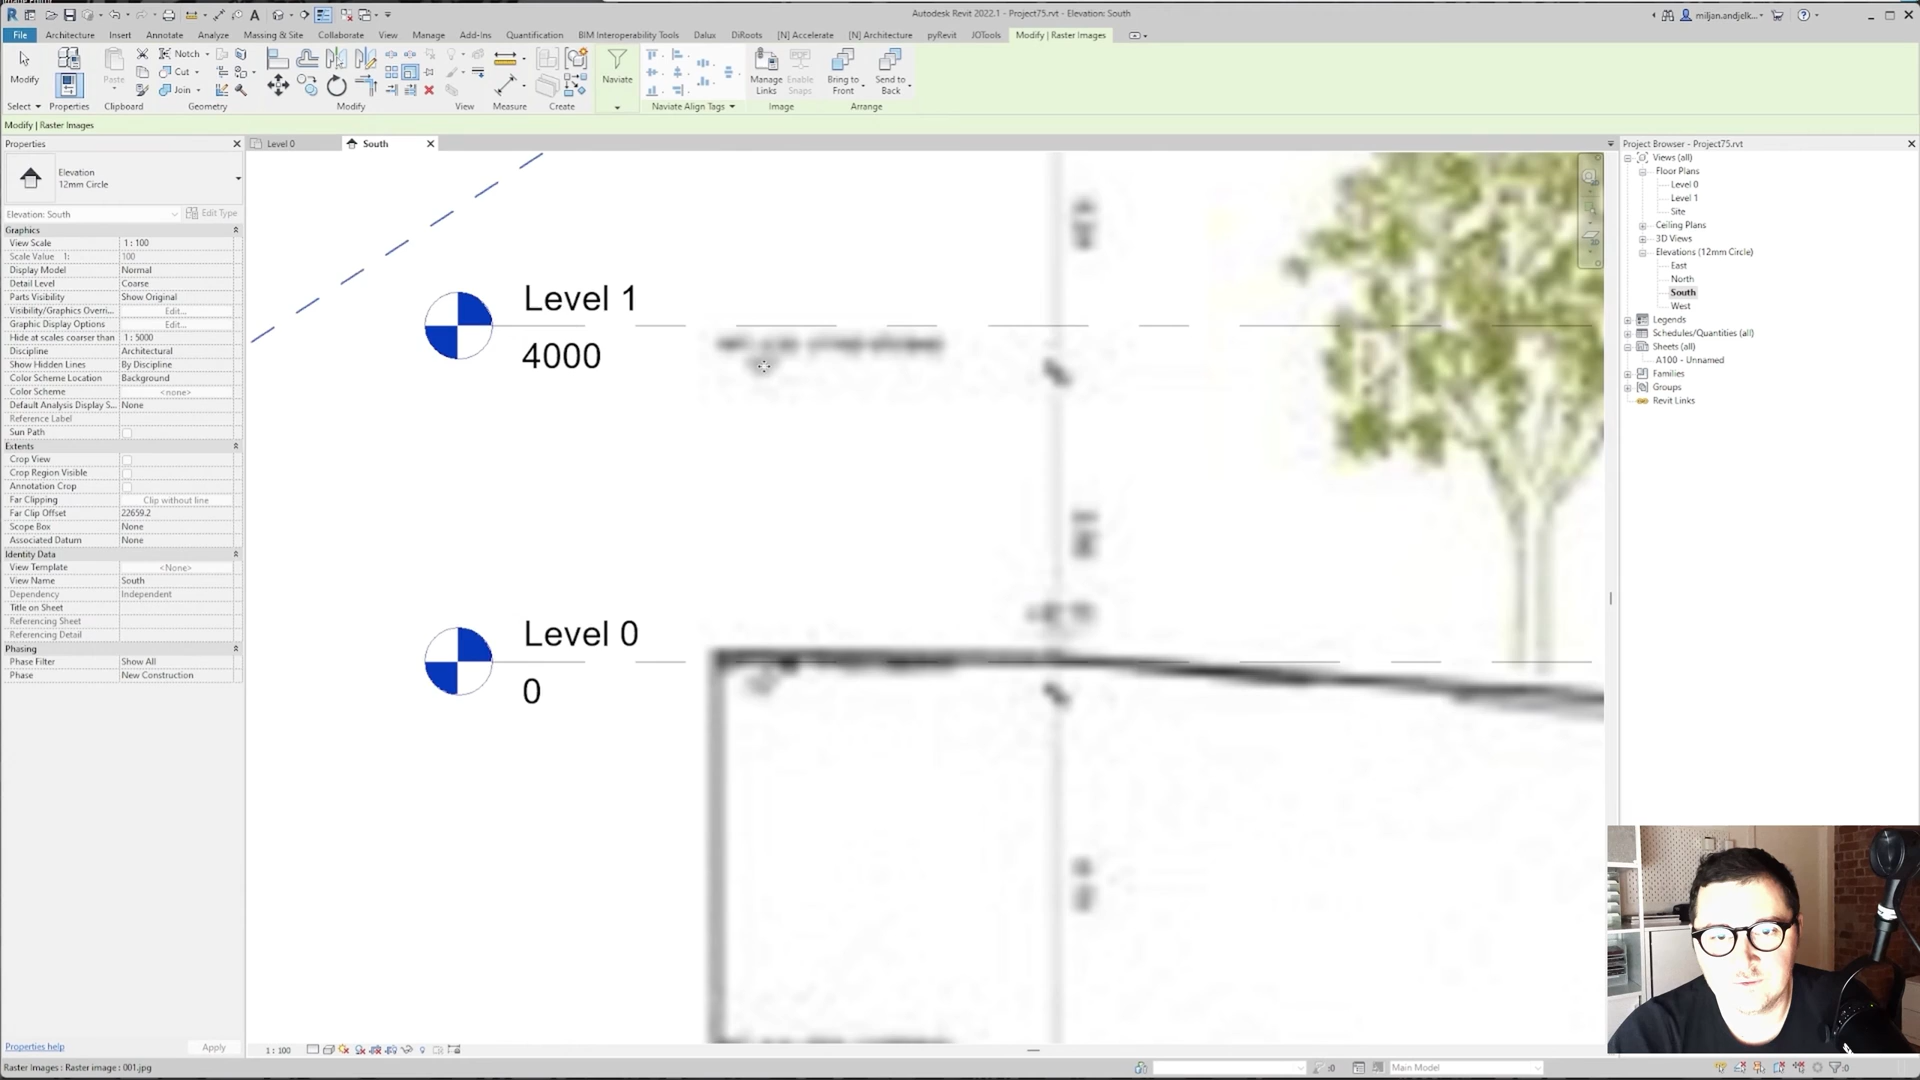 Autodesk Revit 2022.1 - Project75.rvt - Elevation: South
miljan.andjelk...
File Architecture Insert Annotate Analyze Massing & Site Collaborate View Manage Add-Ins Quantification BIM Interoperability Tools Dalux DiRoots [N] Accelerate [N] Architecture pyRevit JOTools Modify | Raster Images
Modify Paste Notch Cut Join Naviate Manage Links Enable Snaps Bring to Front Send to Back
Select Properties Clipboard Geometry Modify View Measure Create Naviate Align Tags Image Arrange
Modify | Raster Images
Properties
Elevation
12mm Circle
Elevation: South Edit Type
Graphics
View Scale 1 : 100
Scale Value 1: 100
Display Model Normal
Detail Level Coarse
Parts Visibility Show Original
Visibility/Graphics Overri... Edit...
Graphic Display Options Edit...
Hide at scales coarser than 1 : 5000
Discipline Architectural
Show Hidden Lines By Discipline
Color Scheme Location Background
Color Scheme <none>
Default Analysis Display S... None
Reference Label
Sun Path
Extents
Crop View
Crop Region Visible
Annotation Crop
Far Clipping Clip without line
Far Clip Offset 22659.2
Scope Box None
Associated Datum None
Identity Data
View Template <None>
View Name South
Dependency Independent
Title on Sheet
Referencing Sheet
Referencing Detail
Phasing
Phase Filter Show All
Phase New Construction
Properties help Apply
Level 0 South
Level 1
4000
Level 0
0
1 : 100
Project Browser - Project75.rvt
Views (all)
Floor Plans
Level 0
Level 1
Site
Ceiling Plans
3D Views
Elevations (12mm Circle)
East
North
South
West
Legends
Schedules/Quantities (all)
Sheets (all)
A100 - Unnamed
Families
Groups
Revit Links
Raster Images : Raster image : 001.jpg
:0 Main Model :0